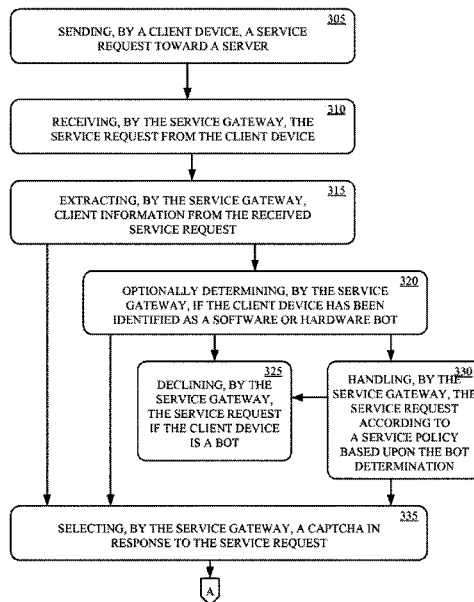 305
SENDING, BY A CLIENT DEVICE, A SERVICE
REQUEST TOWARD A SERVER
310
RECEIVING, BY THE SERVICE GATEWAY, THE
SERVICE REQUEST FROM THE CLIENT DEVICE
315
EXTRACTING, BY THE SERVICE GATEWAY,
CLIENT INFORMATION FROM THE RECEIVED
SERVICE REQUEST
320
OPTIONALLY DETERMINING, BY THE SERVICE
GATEWAY, IF THE CLIENT DEVICE HAS BEEN
IDENTIFIED AS A SOFTWARE OR HARDWARE BOT
325
DECLINING, BY THE
SERVICE GATEWAY,
THE SERVICE REQUEST
IF THE CLIENT DEVICE
IS A BOT
330
HANDLING, BY THE
SERVICE GATEWAY, THE
SERVICE REQUEST
ACCORDING TO
A SERVICE POLICY
BASED UPON THE BOT
DETERMINATION
335
SELECTING, BY THE SERVICE GATEWAY, A CAPTCHA IN
RESPONSE TO THE SERVICE REQUEST
A